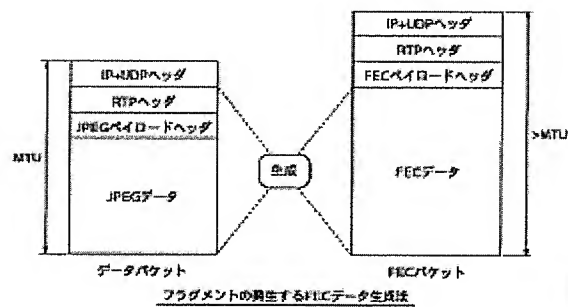 IP+UDPヘッダ
RTPヘッダ
JPEGペイロードヘッダ
JPEGデータ
MTU
データパケット
生成
IP+UDPヘッダ
RTPヘッダ
FECペイロードヘッダ
FECデータ
>MTU
FECパケット
フラグメントの発生するFECデータ生成法